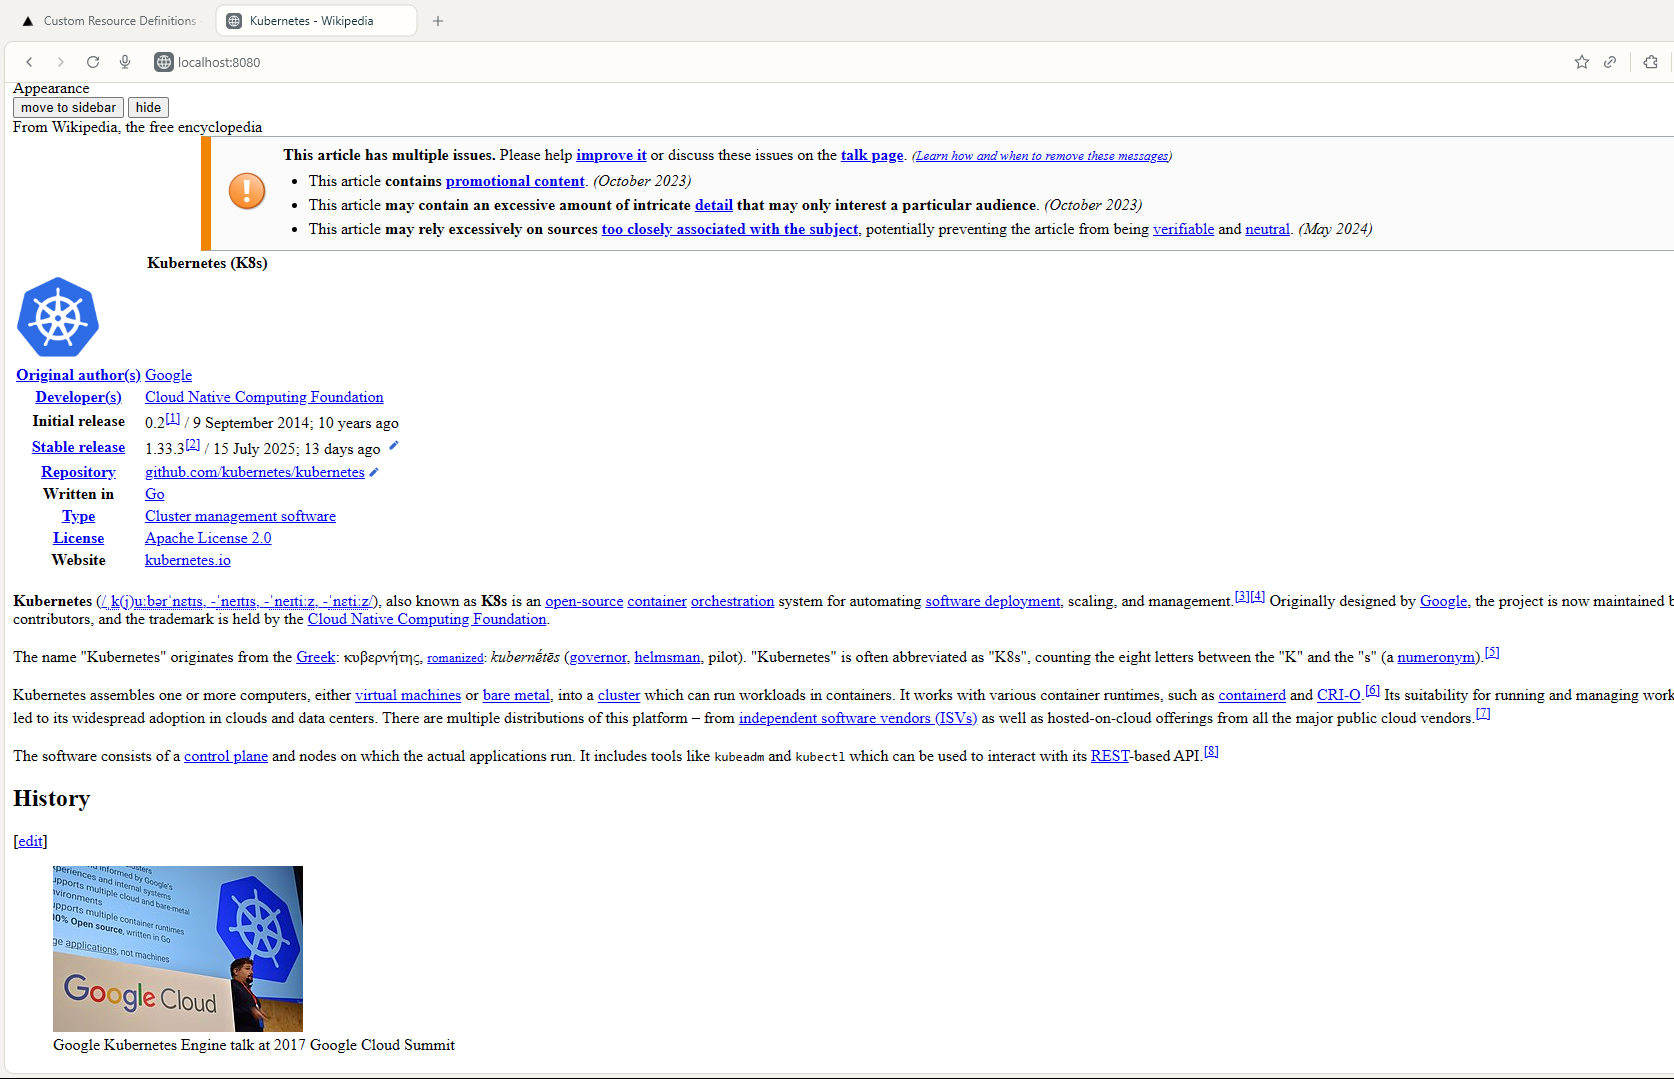 Custom Resource Definitions
Kubernetes - Wikipedia
localhost:8080
Appearance
move to sidebar hide
From Wikipedia, the free encyclopedia
This article has multiple issues. Please help improve it or discuss these issues on the talk page. (Learn how and when to remove these messages)
• This article contains promotional content. (October 2023)
• This article may contain an excessive amount of intricate detail that may only interest a particular audience. (October 2023)
• This article may rely excessively on sources too closely associated with the subject, potentially preventing the article from being verifiable and neutral. (May 2024)
Kubernetes (K8s)
Original author(s) Google
Developer(s) Cloud Native Computing Foundation
Initial release 0.2[1] / 9 September 2014; 10 years ago
Stable release 1.33.3[2] / 15 July 2025; 13 days ago
Repository github.com/kubernetes/kubernetes
Written in Go
Type Cluster management software
License Apache License 2.0
Website kubernetes.io
Kubernetes (/ˌk(j)uːbərˈnɛtɪs, -ˈneɪtɪs, -ˈneɪtiːz, -ˈnɛtiːz/), also known as K8s is an open-source container orchestration system for automating software deployment, scaling, and management.[3][4] Originally designed by Google, the project is now maintained
contributors, and the trademark is held by the Cloud Native Computing Foundation.
The name "Kubernetes" originates from the Greek: κυβερνήτης, romanized: kubernḗtēs (governor, helmsman, pilot). "Kubernetes" is often abbreviated as "K8s", counting the eight letters between the "K" and the "s" (a numeronym).[5]
Kubernetes assembles one or more computers, either virtual machines or bare metal, into a cluster which can run workloads in containers. It works with various container runtimes, such as containerd and CRI-O.[6] Its suitability for running and managing
led to its widespread adoption in clouds and data centers. There are multiple distributions of this platform – from independent software vendors (ISVs) as well as hosted-on-cloud offerings from all the major public cloud vendors.[7]
The software consists of a control plane and nodes on which the actual applications run. It includes tools like kubeadm and kubectl which can be used to interact with its REST-based API.[8]
History
[edit]
informed by Google's
periences and internal systems
upports multiple cloud and bare-metal
vironments
upports multiple container runtimes
00% Open source, written in Go
ge applications, not machines
Google Cloud
Google Kubernetes Engine talk at 2017 Google Cloud Summit